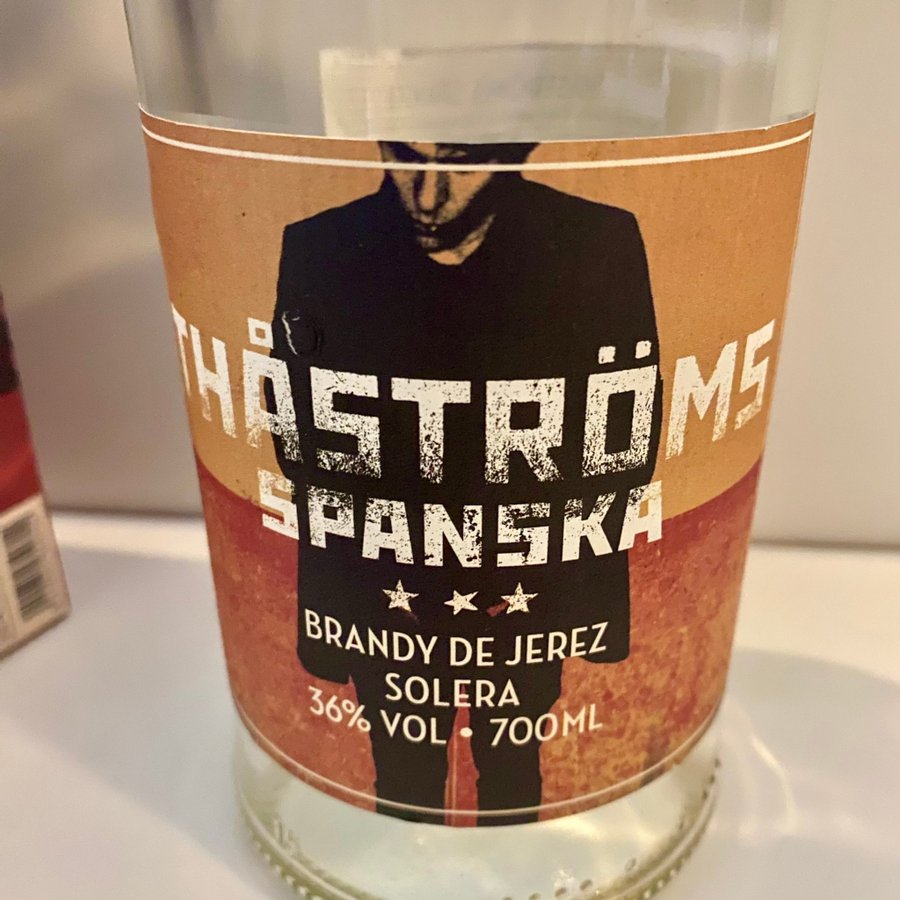 THÅSTRÖMS
SPANSKA
BRANDY DE JEREZ
SOLERA
36% VOL • 700ML